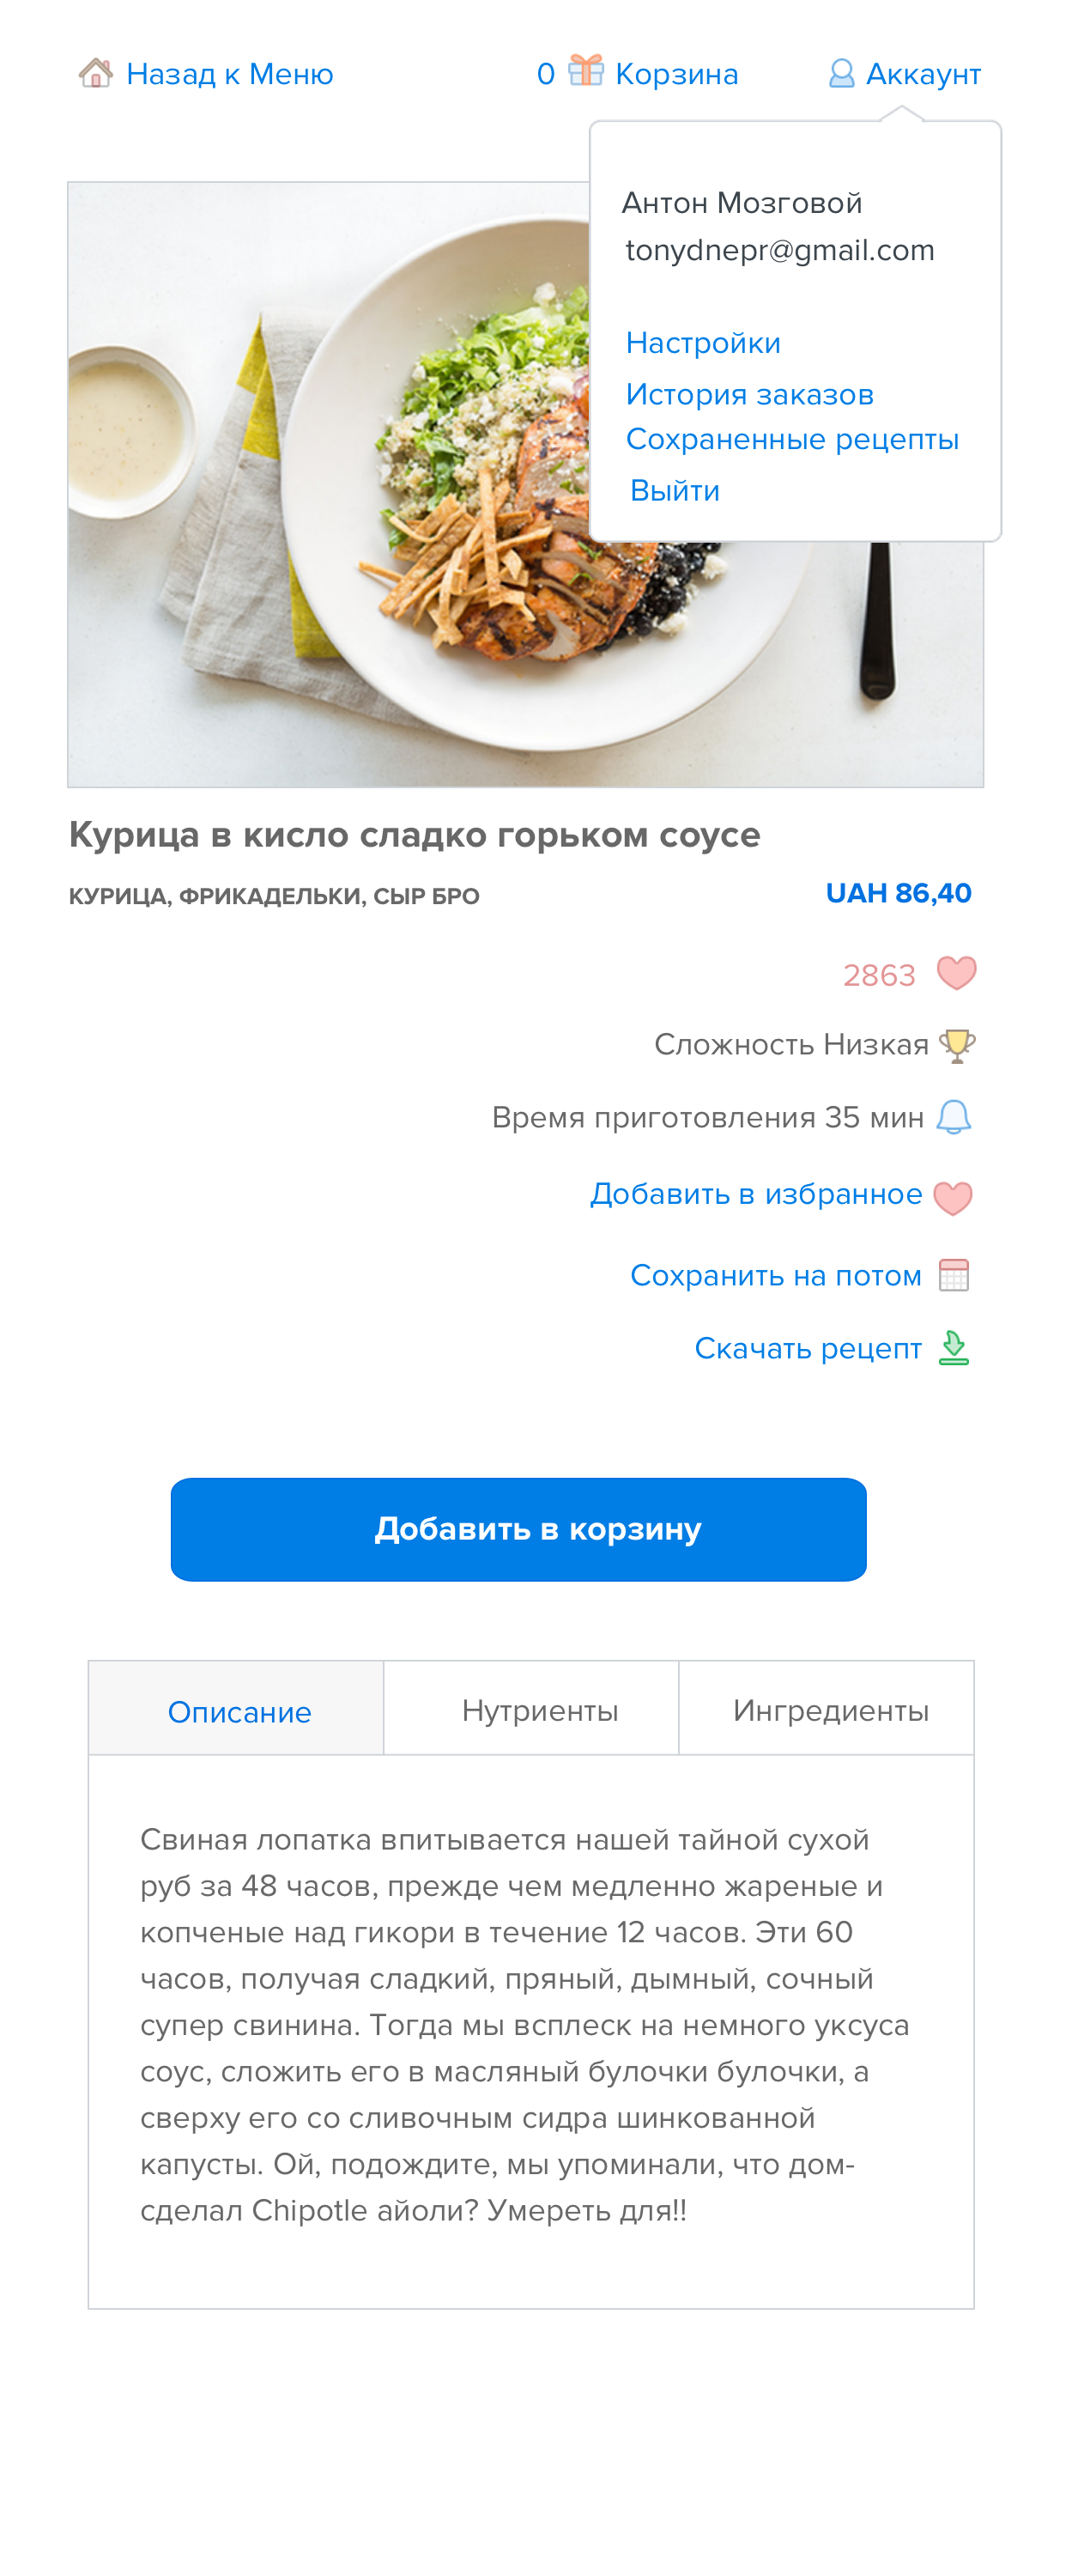 Назад к Меню
0 Корзина
Аккаунт
Антон Мозговой
tonydnepr@gmail.com
Настройки
История заказов
Сохраненные рецепты
Выйти
Курица в кисло сладко горьком соусе
КУРИЦА, ФРИКАДЕЛЬКИ, СЫР БРО
UAH 86,40
2863
Сложность Низкая
Время приготовления 35 мин
Добавить в избранное
Сохранить на потом
Скачать рецепт
Добавить в корзину
Описание
Нутриенты
Ингредиенты
Свиная лопатка впитывается нашей тайной сухой
руб за 48 часов, прежде чем медленно жареные и
копченые над гикори в течение 12 часов. Эти 60
часов, получая сладкий, пряный, дымный, сочный
супер свинина. Тогда мы всплеск на немного уксуса
соус, сложить его в масляный булочки булочки, а
сверху его со сливочным сидра шинкованной
капусты. Ой, подождите, мы упоминали, что дом-
сделал Chipotle айоли? Умереть для!!